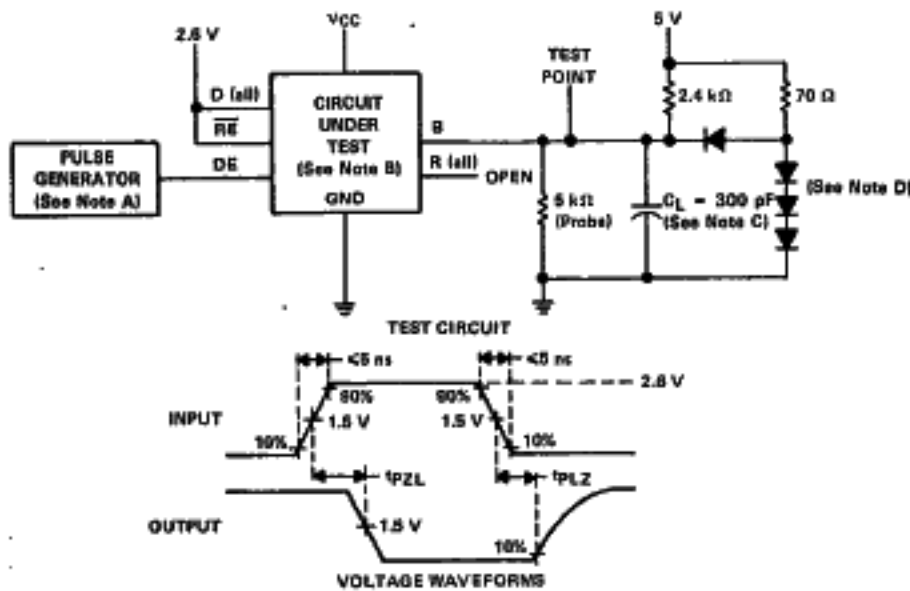 VCC
2.6 V
5 V
TEST
POINT
D (all)
CIRCUIT
UNDER
TEST
(See Note B)
GND
2.4 kΩ
70 Ω
RE
B
PULSE
GENERATOR
(See Note A)
DE
R (all)
OPEN
5 kΩ
(Probe)
CL = 300 pF
(See Note C)
(See Note D)
TEST CIRCUIT
≤5 ns
≤5 ns
2.6 V
90%
90%
INPUT
1.5 V
1.5 V
10%
10%
tPZL
tPLZ
OUTPUT
1.5 V
10%
VOLTAGE WAVEFORMS